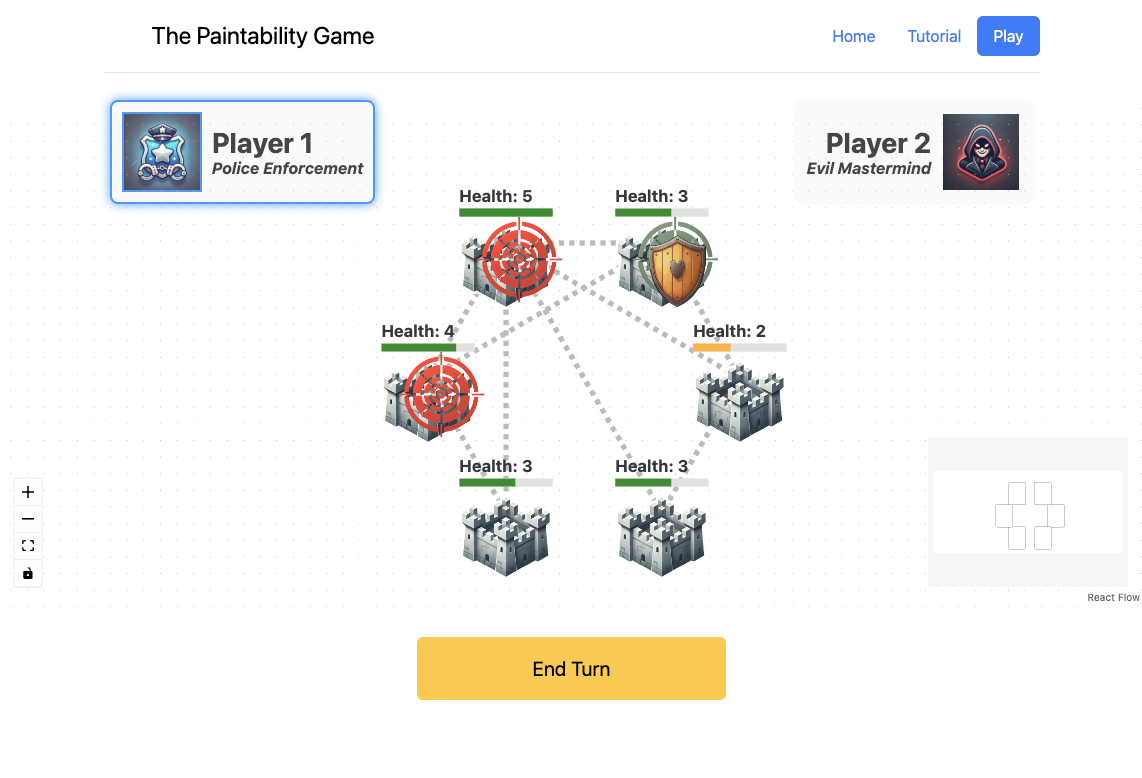 The Paintability Game
Home
Tutorial
Play
Player 1
Police Enforcement
Player 2
Evil Mastermind
Health: 5
Health: 3
Health: 4
Health: 2
Health: 3
Health: 3
React Flow
End Turn